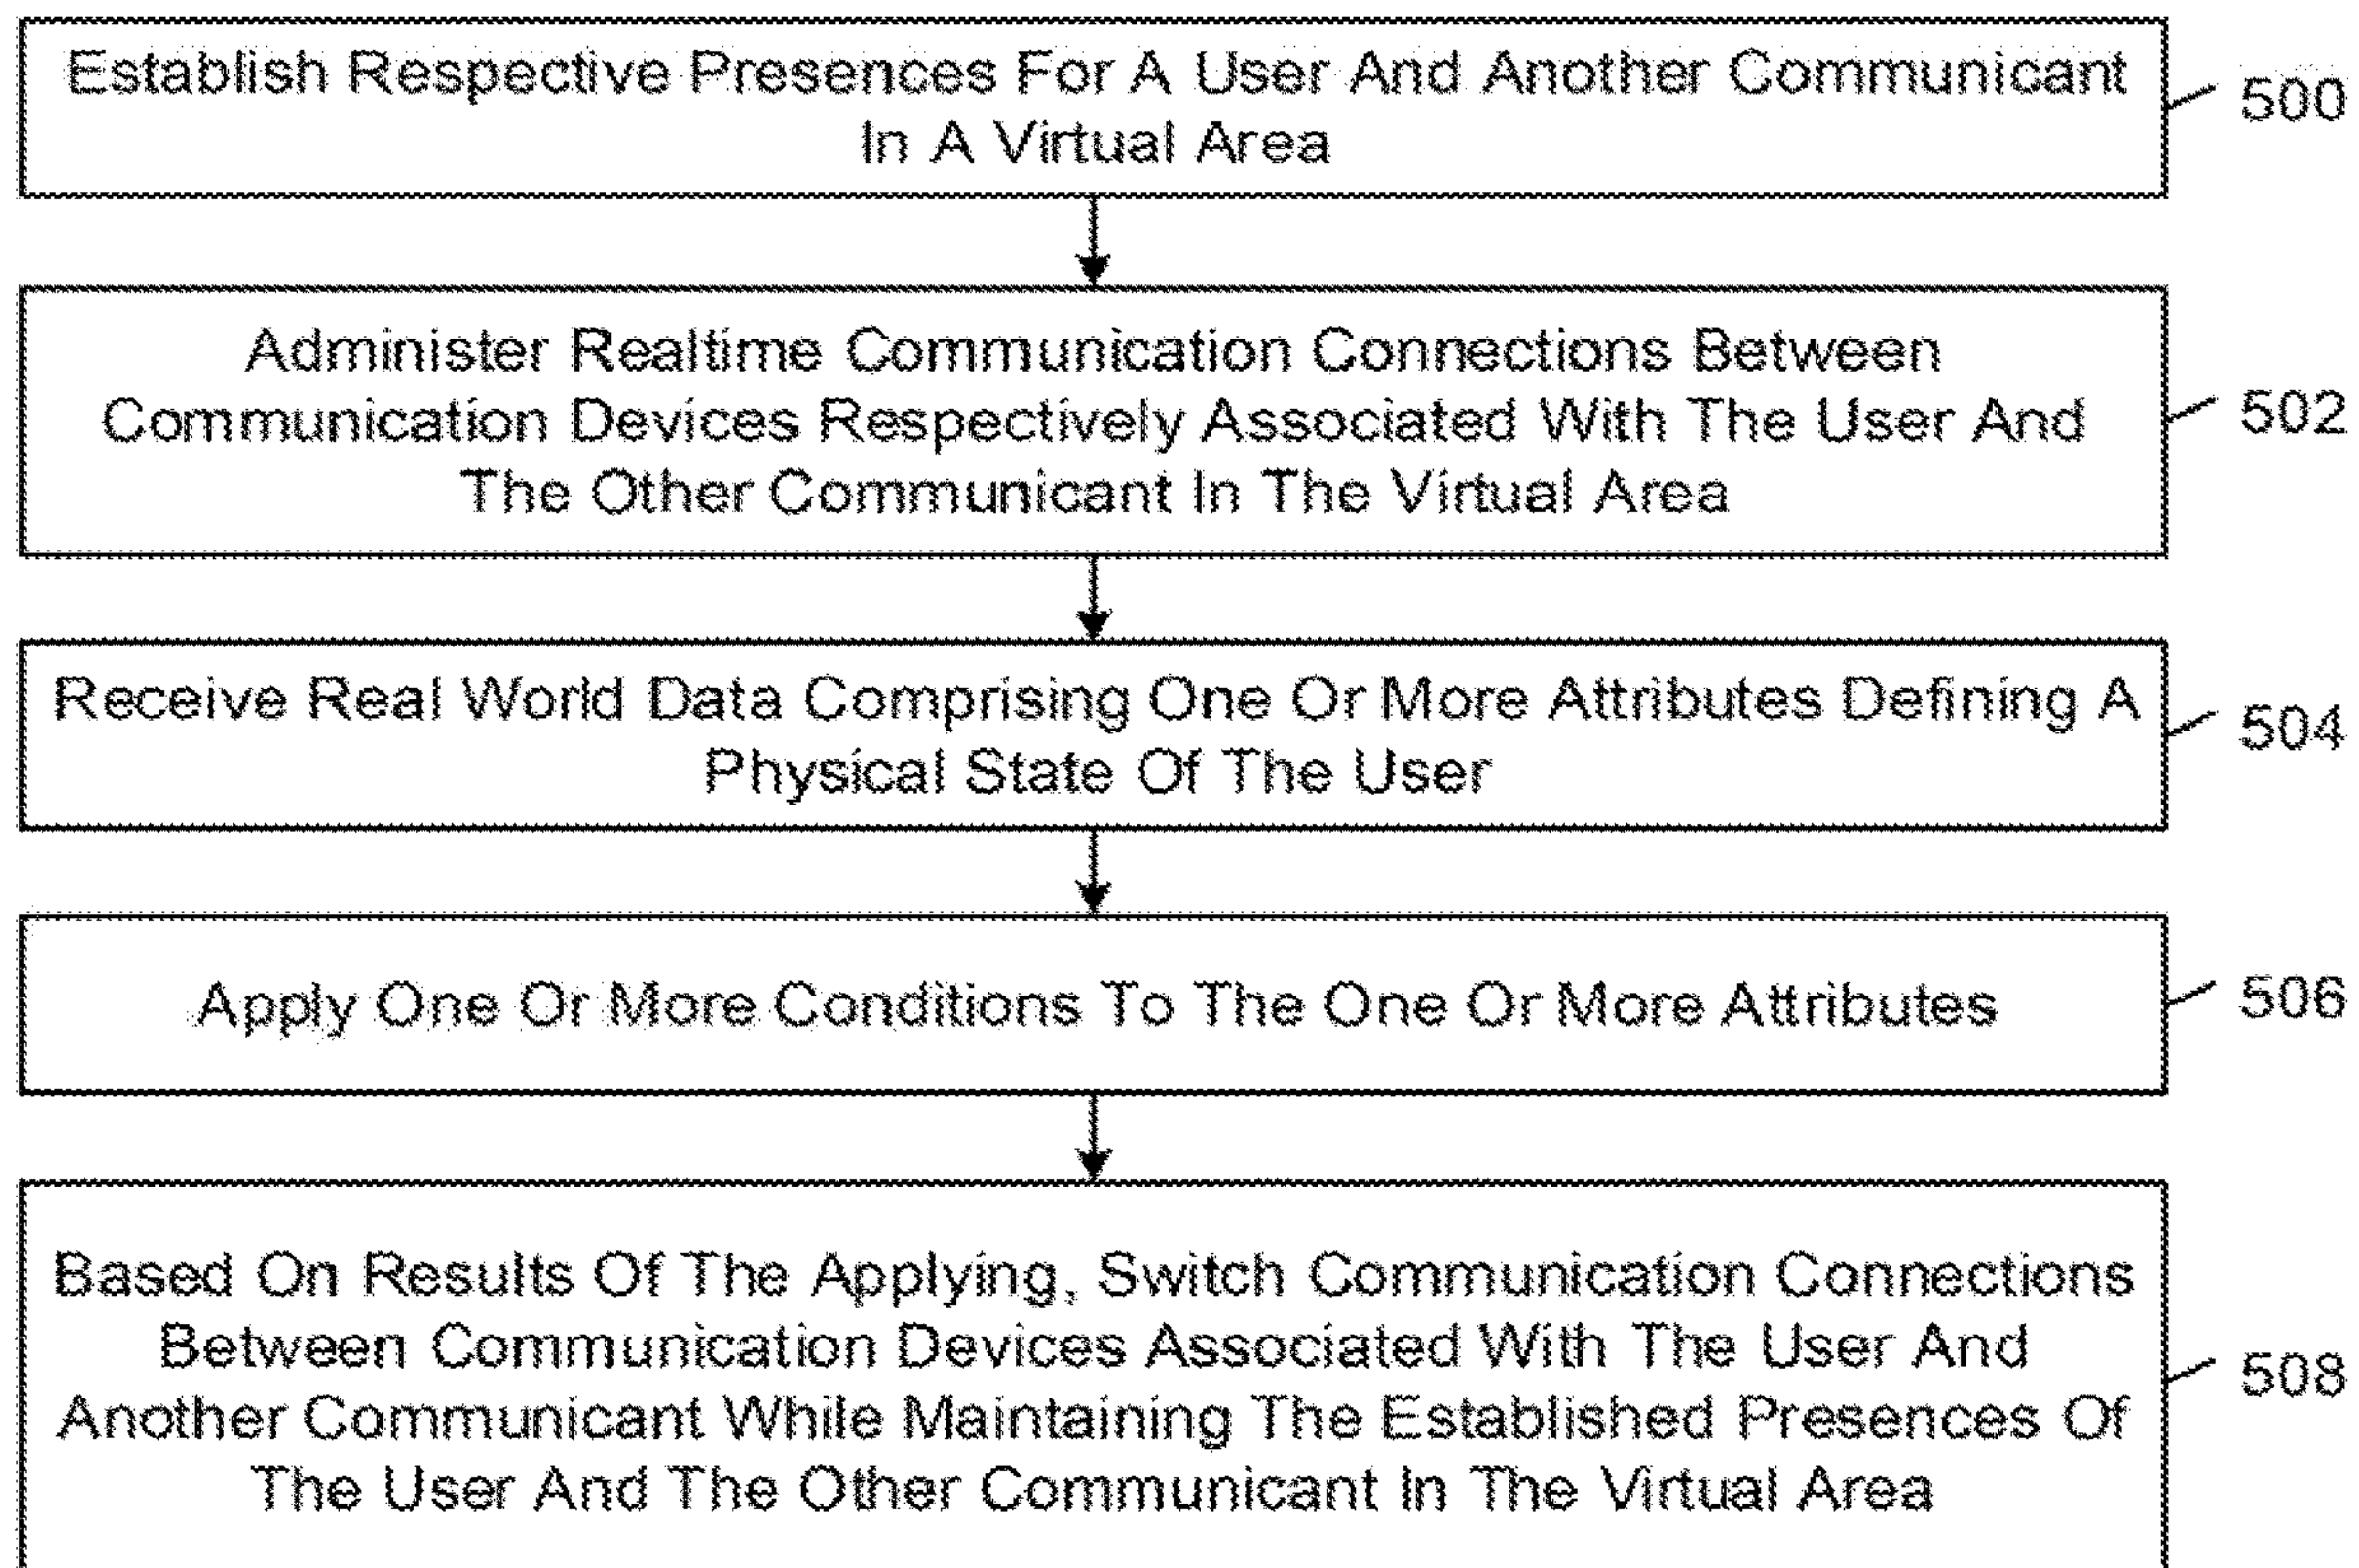 Establish Respective Presences For A User And Another Communicant
In A Virtual Area
500
Administer Realtime Communication Connections Between
Communication Devices Respectively Associated With The User And
The Other Communicant In The Virtual Area
502
Receive Real World Data Comprising One Or More Attributes Defining A
Physical State Of The User
504
Apply One Or More Conditions To The One Or More Attributes
506
Based On Results Of The Applying, Switch Communication Connections
Between Communication Devices Associated With The User And
Another Communicant While Maintaining The Established Presences Of
The User And The Other Communicant In The Virtual Area
508